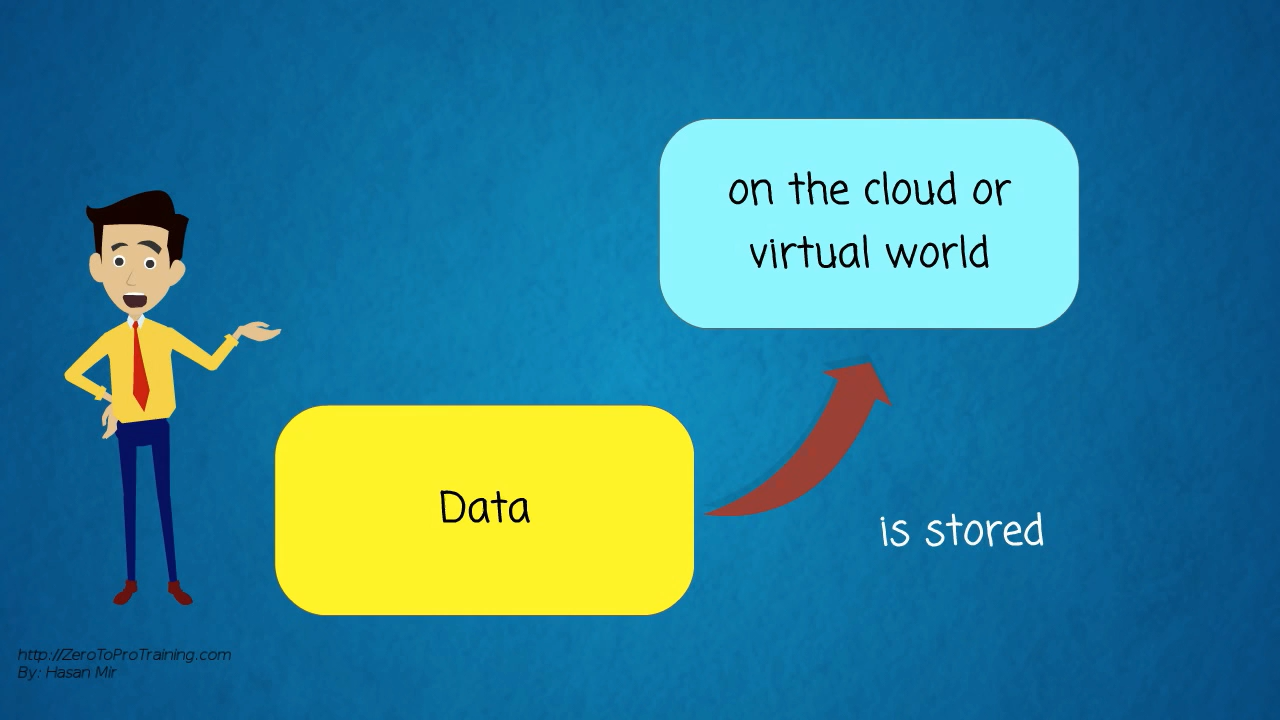 on the cloud or
virtual world
Data
is stored
http://ZeroToProTraining.com
By: Hasan Mir